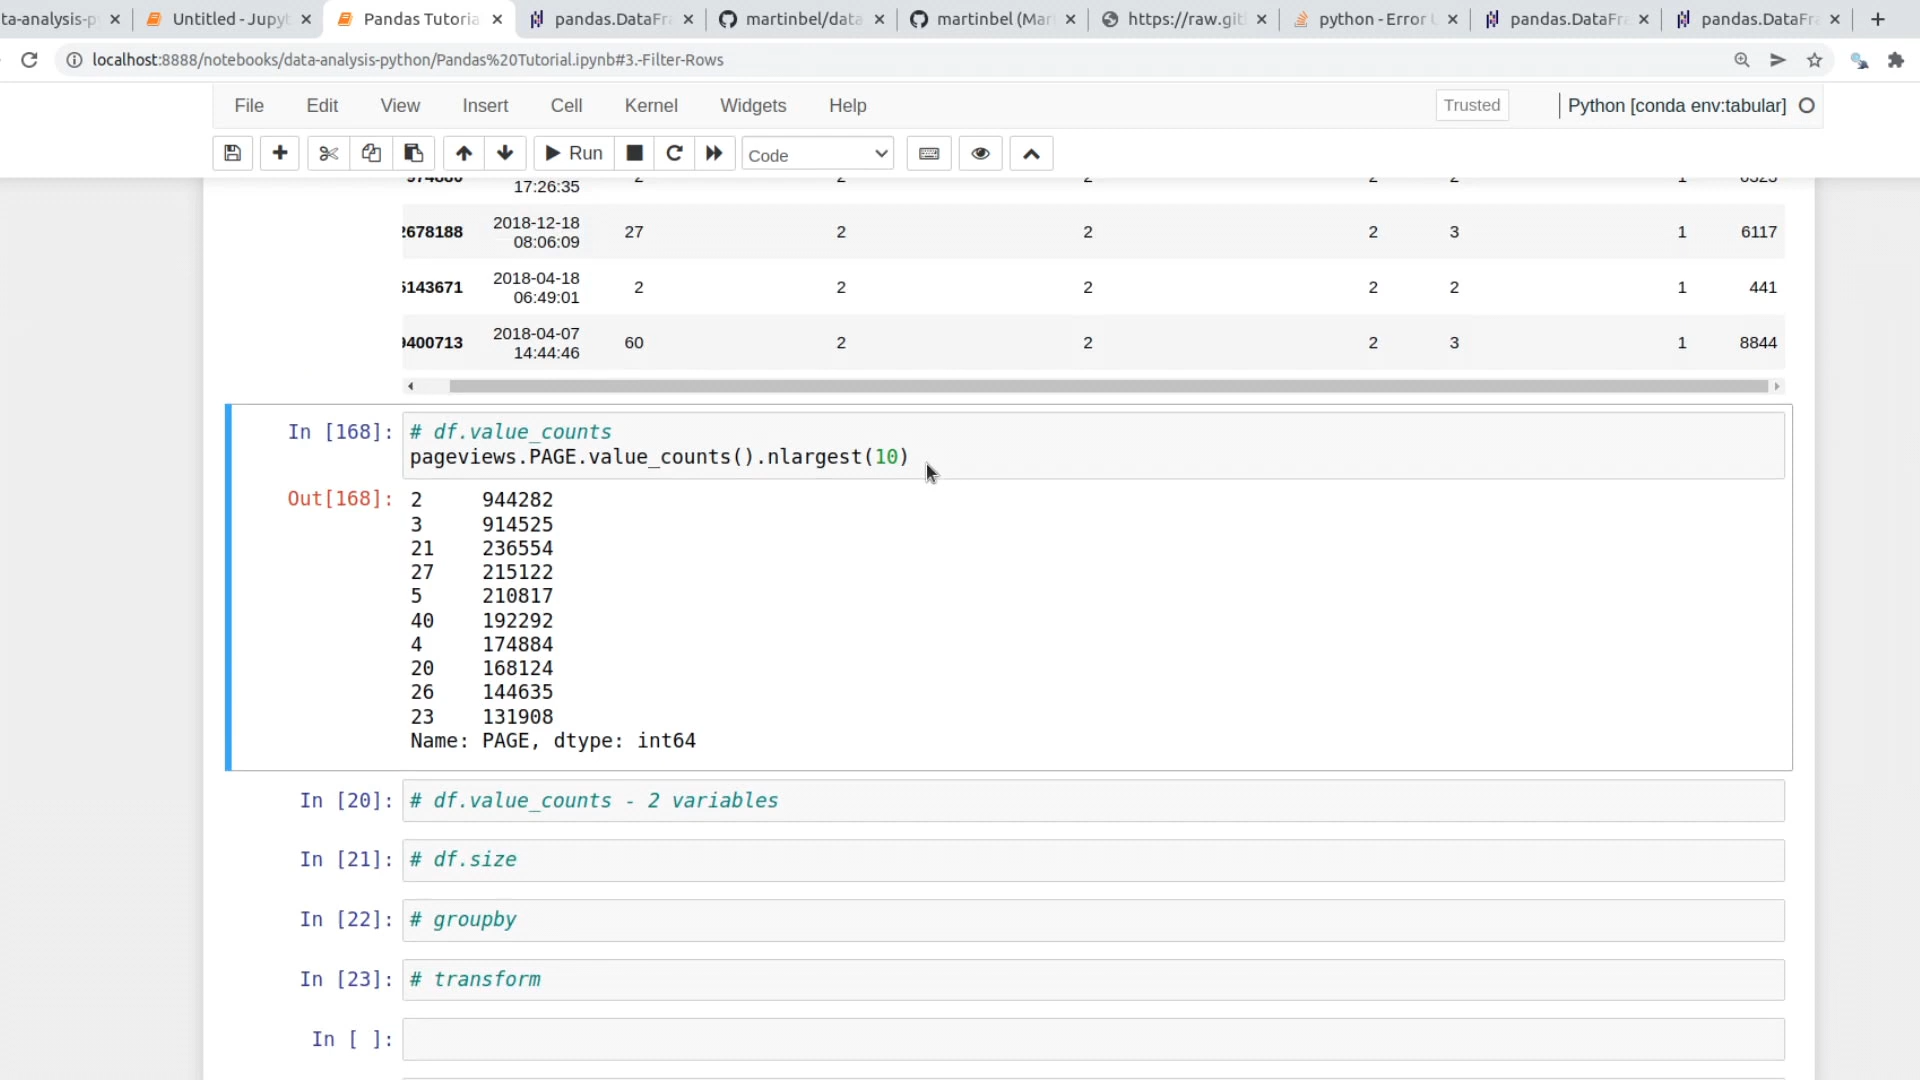 ta-analysis-p
Untitled - Jupyt
Pandas Tutoria
pandas.DataFra
martinbel/data
martinbel (Mar
https://raw.git
python - Error
pandas.DataFra
pandas.DataFra
localhost:8888/notebooks/data-analysis-python/Pandas%20Tutorial.ipynb#3.-Filter-Rows
File Edit View Insert Cell Kernel Widgets Help
Trusted
Python [conda env:tabular]
Run Code
17:26:35
2678188 2018-12-18 27 2 2 2 3 1 6117
08:06:09
143671 2018-04-18 2 2 2 2 2 1 441
06:49:01
400713 2018-04-07 60 2 2 2 3 1 8844
14:44:46
In [168]: # df.value_counts
pageviews.PAGE.value_counts().nlargest(10)
Out[168]: 2 944282
3 914525
21 236554
27 215122
5 210817
40 192292
4 174884
20 168124
26 144635
23 131908
Name: PAGE, dtype: int64
In [20]: # df.value_counts - 2 variables
In [21]: # df.size
In [22]: # groupby
In [23]: # transform
In [ ]: